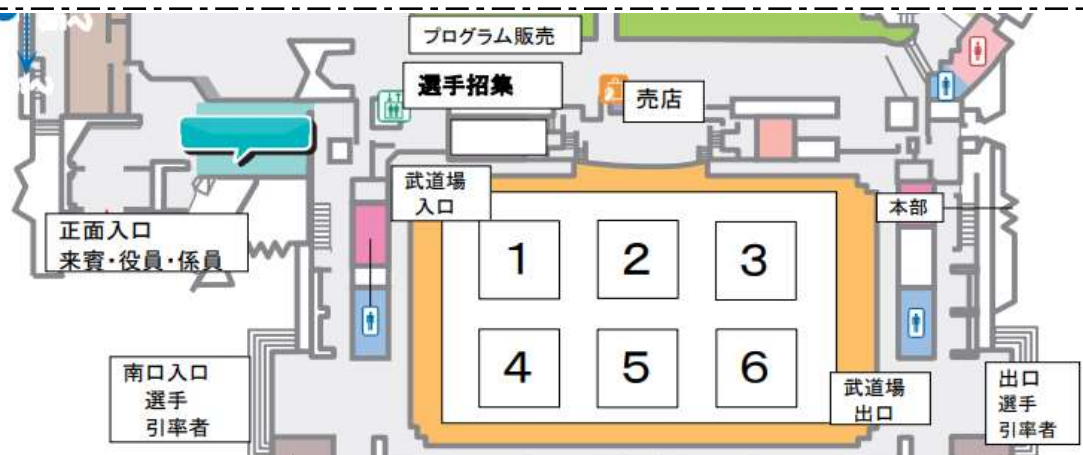 プログラム販売
選手招集
売店
武道場
入口
本部
正面入口
来賓・役員・係員
1
2
3
4
5
6
南口入口
選手
引率者
武道場
出口
出口
選手
引率者